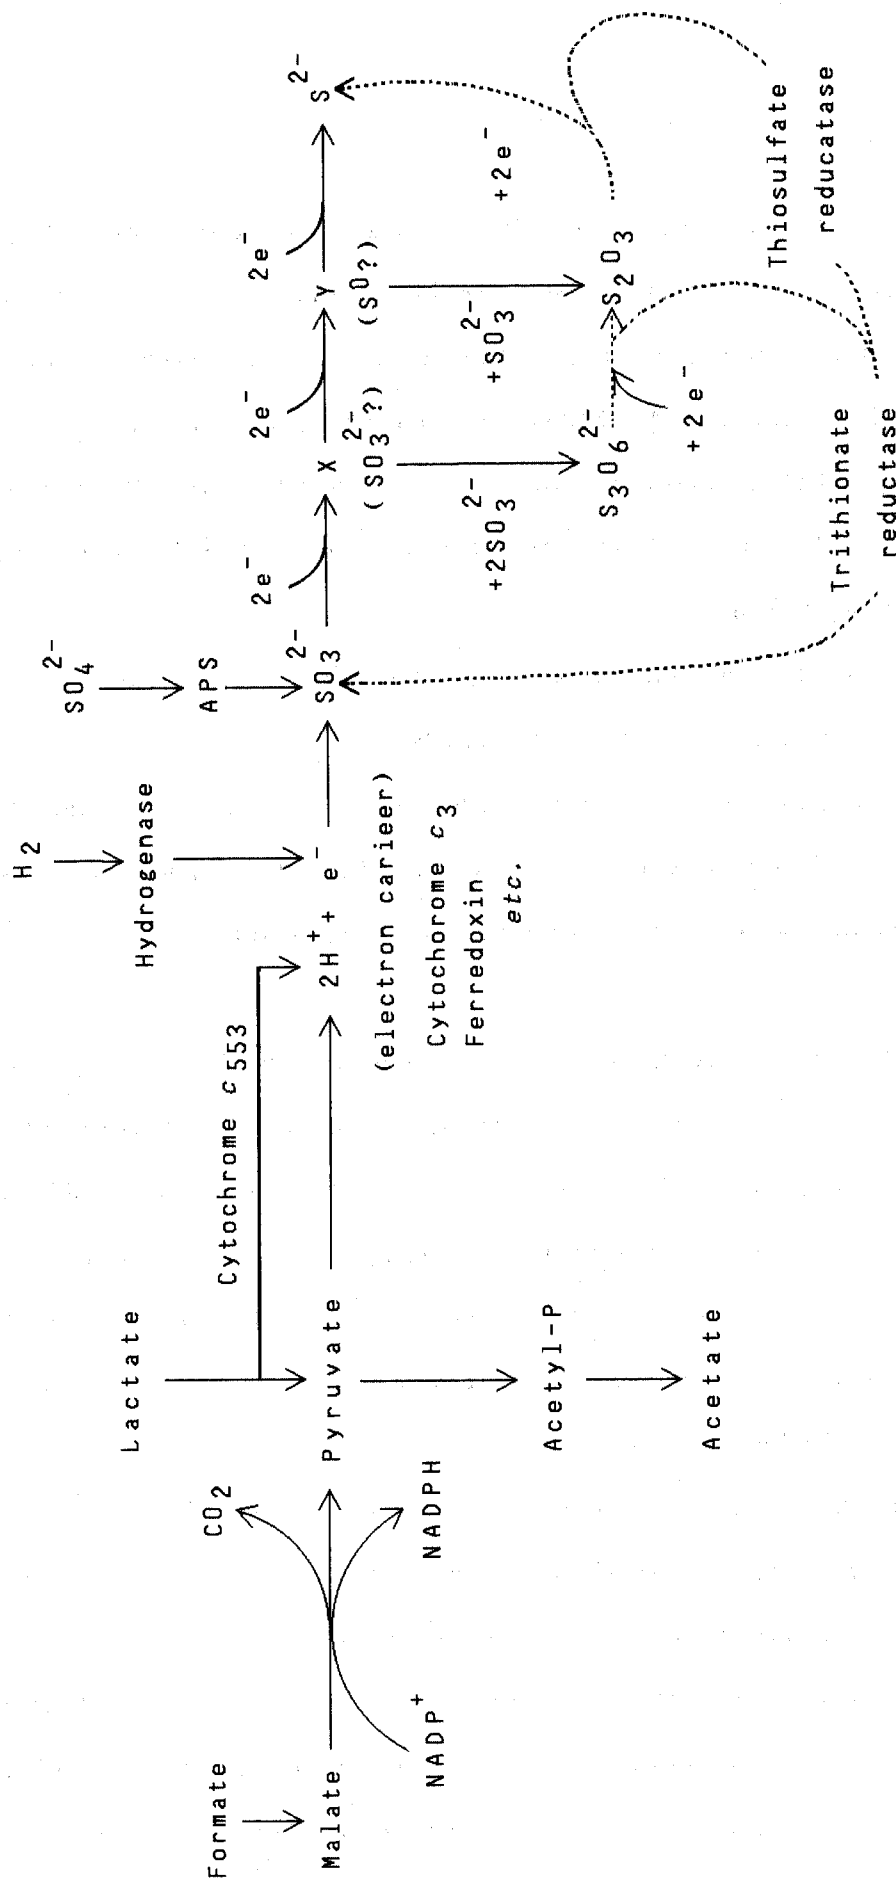 Formate
Malate
NADP⁺
CO₂
NADPH
Lactate
Pyruvate
Acetyl-P
Acetate
Cytochrome c₅₅₃
H₂
Hydrogenase
2H⁺ + e⁻
(electron carieer)
Cytochorome c₃
Ferredoxin
etc.
SO₄²⁻
APS
SO₃²⁻
2e⁻
X
(SO₃²⁻?)
2e⁻
Y
(S⁰?)
2e⁻
S²⁻
+2SO₃²⁻
+SO₃²⁻
+2e⁻
S₃O₆²⁻
+2e⁻
S₂O₃
Trithionate
reductase
Thiosulfate
reducatase